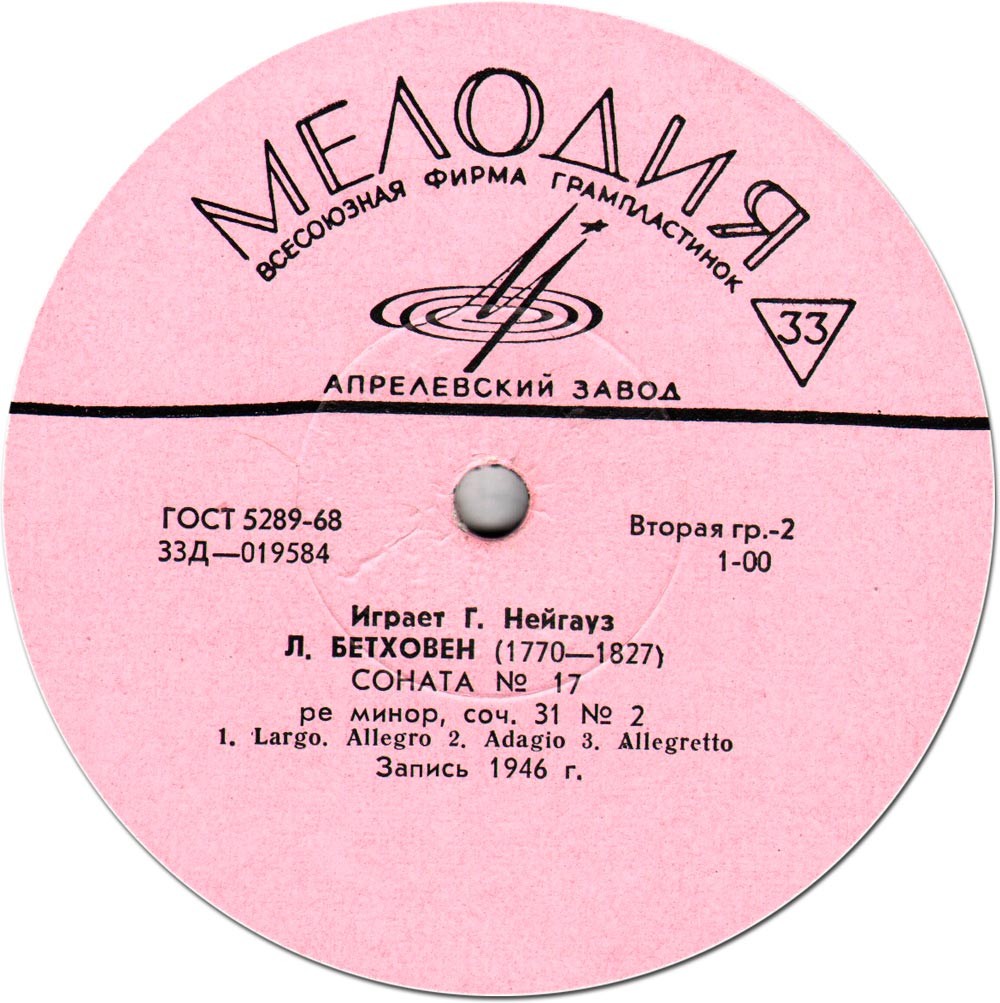 МЕЛОДИЯ
ВСЕСОЮЗНАЯ ФИРМА ГРАМПЛАСТИНОК
33
АПРЕЛЕВСКИЙ ЗАВОД
ГОСТ 5289-68
33Д—019584
Вторая гр.-2
1-00
Играет Г. Нейгауз
Л. БЕТХОВЕН (1770—1827)
СОНАТА № 17
ре минор, соч. 31 № 2
1. Largo. Allegro 2. Adagio 3. Allegretto
Запись 1946 г.